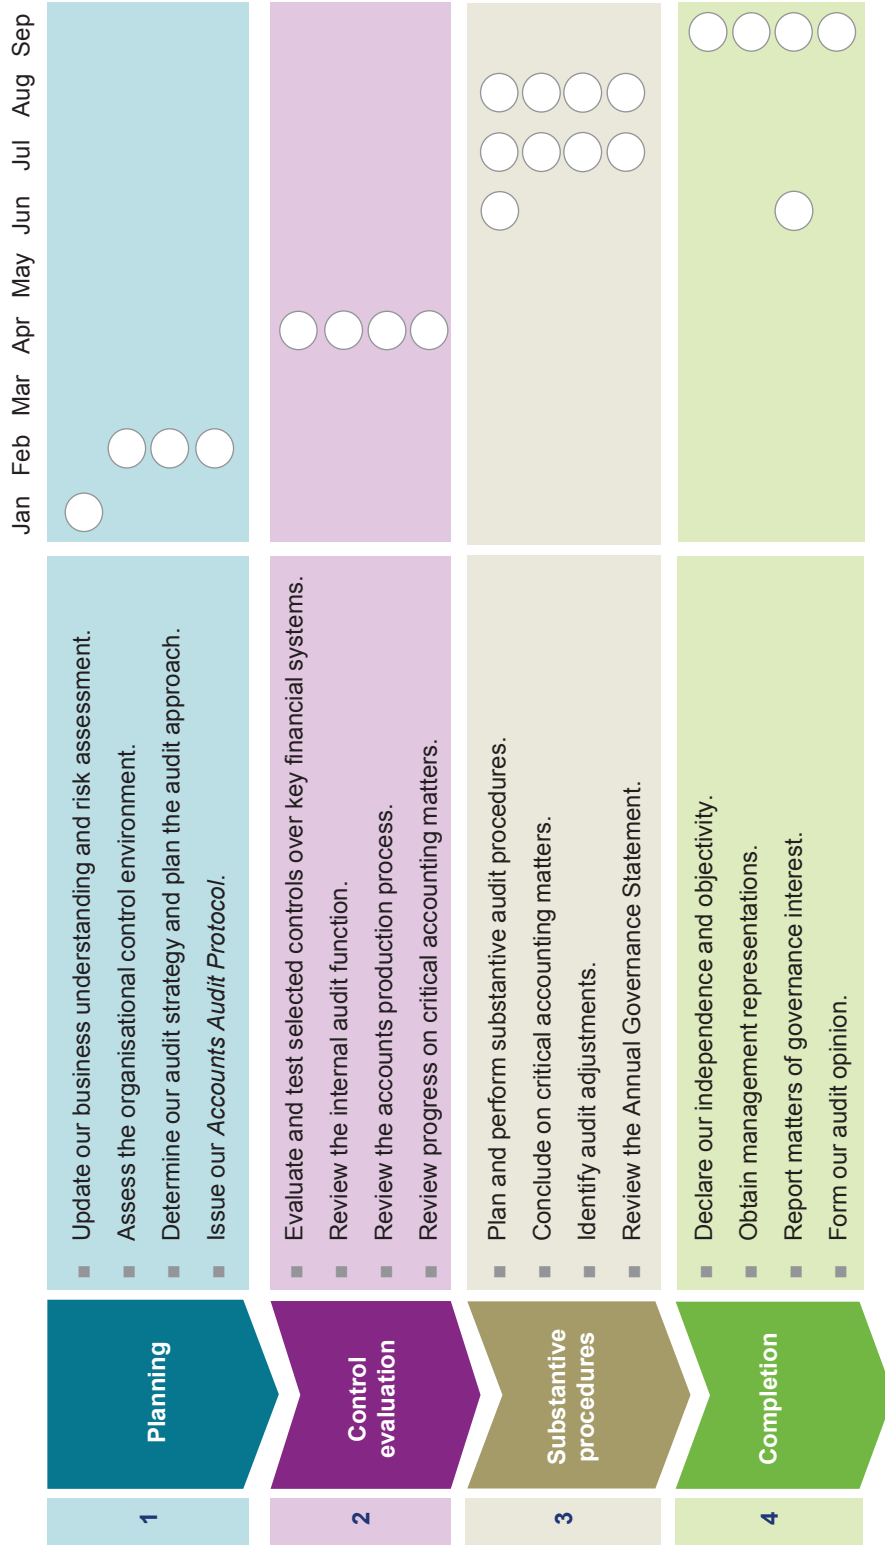 Jan Feb Mar Apr May Jun Jul Aug Sep
1
Planning
■ Update our business understanding and risk assessment.
■ Assess the organisational control environment.
■ Determine our audit strategy and plan the audit approach.
■ Issue our Accounts Audit Protocol.
2
Control
evaluation
■ Evaluate and test selected controls over key financial systems.
■ Review the internal audit function.
■ Review the accounts production process.
■ Review progress on critical accounting matters.
3
Substantive
procedures
■ Plan and perform substantive audit procedures.
■ Conclude on critical accounting matters.
■ Identify audit adjustments.
■ Review the Annual Governance Statement.
4
Completion
■ Declare our independence and objectivity.
■ Obtain management representations.
■ Report matters of governance interest.
■ Form our audit opinion.